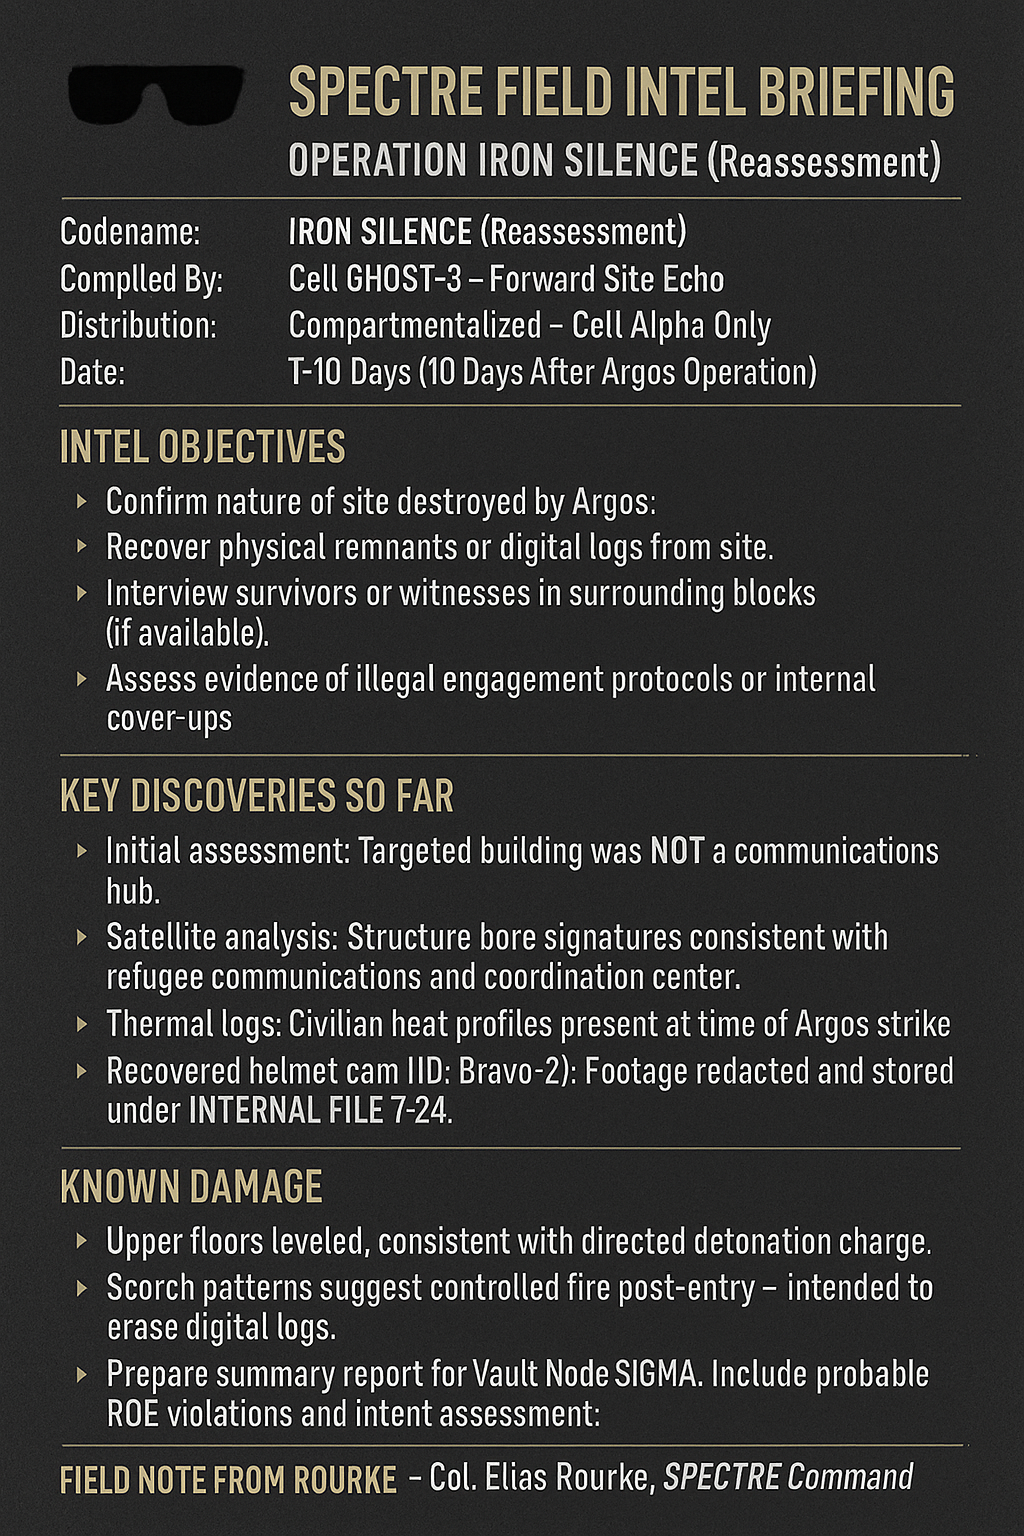 SPECTRE FIELD INTEL BRIEFING
OPERATION IRON SILENCE (Reassessment)
Codename: IRON SILENCE (Reassessment)
Complled By: Cell GHOST-3 – Forward Site Echo
Distribution: Compartmentalized – Cell Alpha Only
Date: T-10 Days (10 Days After Argos Operation)
INTEL OBJECTIVES
Confirm nature of site destroyed by Argos:
Recover physical remnants or digital logs from site.
Interview survivors or witnesses in surrounding blocks
(if available).
Assess evidence of illegal engagement protocols or internal
cover-ups
KEY DISCOVERIES SO FAR
Initial assessment: Targeted building was NOT a communications
hub.
Satellite analysis: Structure bore signatures consistent with
refugee communications and coordination center.
Thermal logs: Civilian heat profiles present at time of Argos strike
Recovered helmet cam IID: Bravo-2): Footage redacted and stored
under INTERNAL FILE 7-24.
KNOWN DAMAGE
Upper floors leveled, consistent with directed detonation charge.
Scorch patterns suggest controlled fire post-entry – intended to
erase digital logs.
Prepare summary report for Vault Node SIGMA. Include probable
ROE violations and intent assessment:
FIELD NOTE FROM ROURKE – Col. Elias Rourke, SPECTRE Command